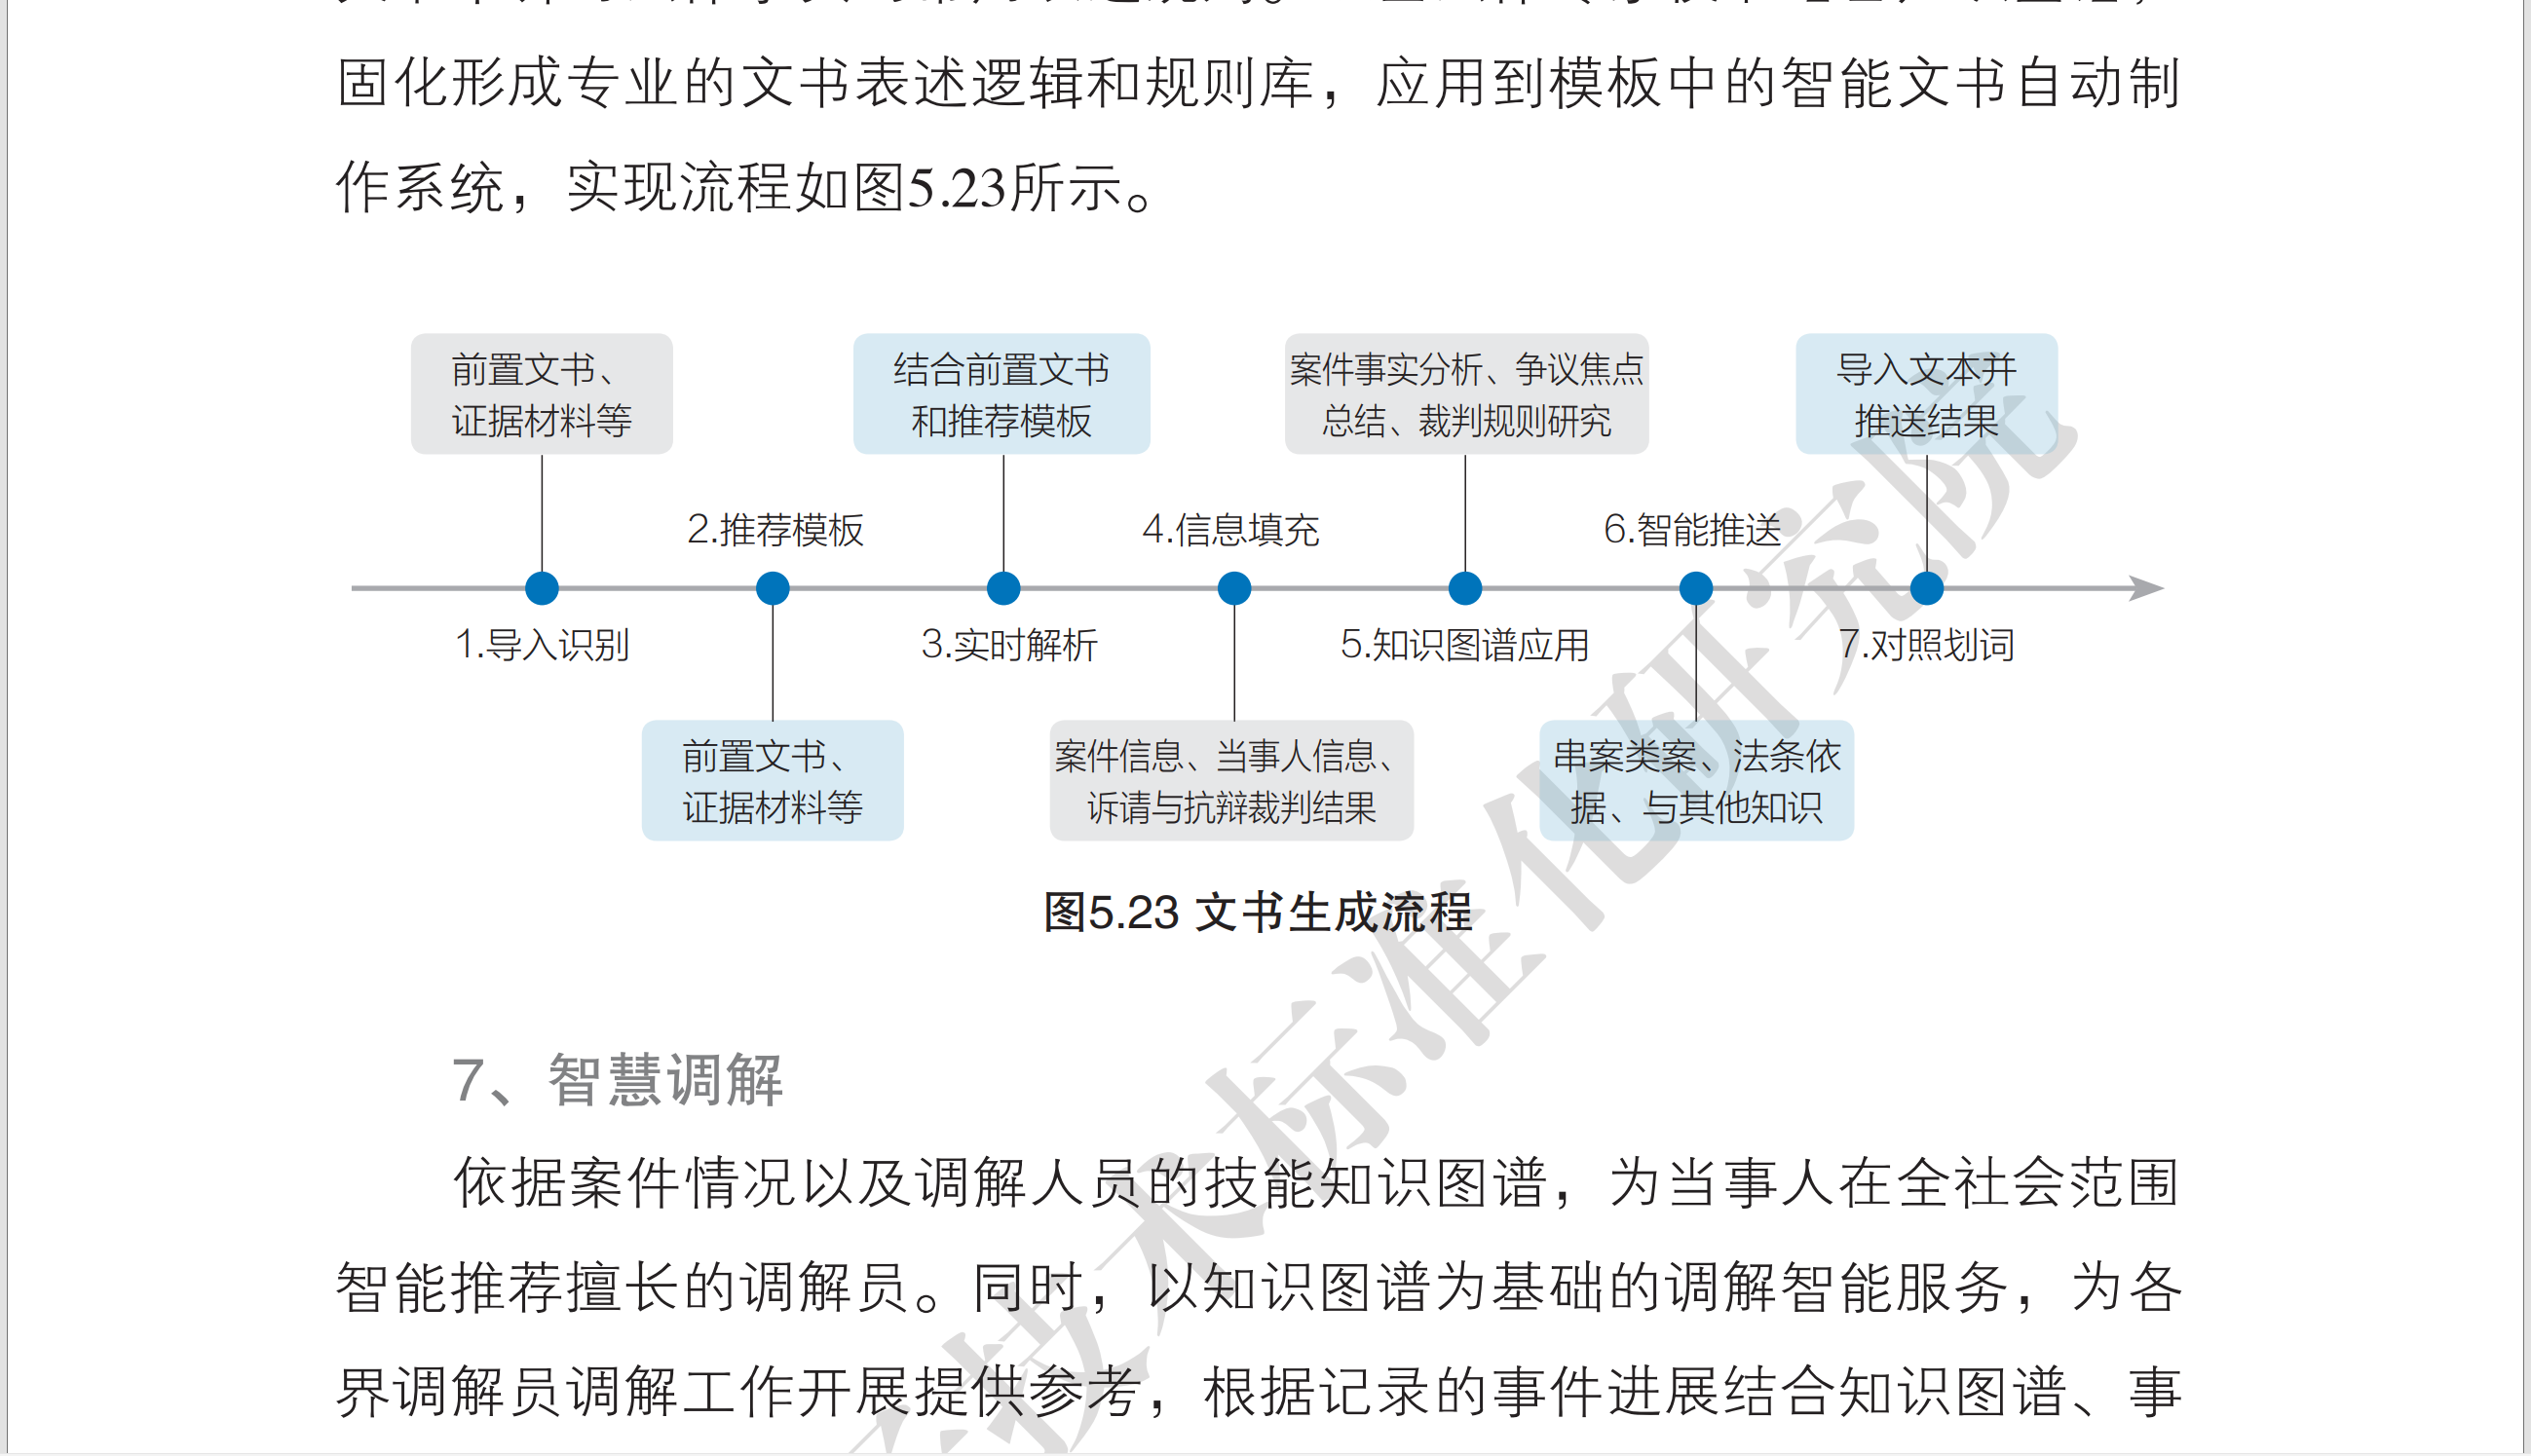 固化形成专业的文书表述逻辑和规则库，应用到模板中的智能文书自动制
作系统，实现流程如图5.23所示。
前置文书、
证据材料等
结合前置文书
和推荐模板
案件事实分析、争议焦点
总结、裁判规则研究
导入文本并
推送结果
2.推荐模板
4.信息填充
6.智能推送
1.导入识别
3.实时解析
5.知识图谱应用
7.对照划词
前置文书、
证据材料等
案件信息、当事人信息、
诉请与抗辩裁判结果
串案类案、法条依
据、与其他知识
图5.23 文书生成流程
7、智慧调解
依据案件情况以及调解人员的技能知识图谱，为当事人在全社会范围
智能推荐擅长的调解员。同时，以知识图谱为基础的调解智能服务，为各
界调解员调解工作开展提供参考，根据记录的事件进展结合知识图谱、事
技术标准化研究院